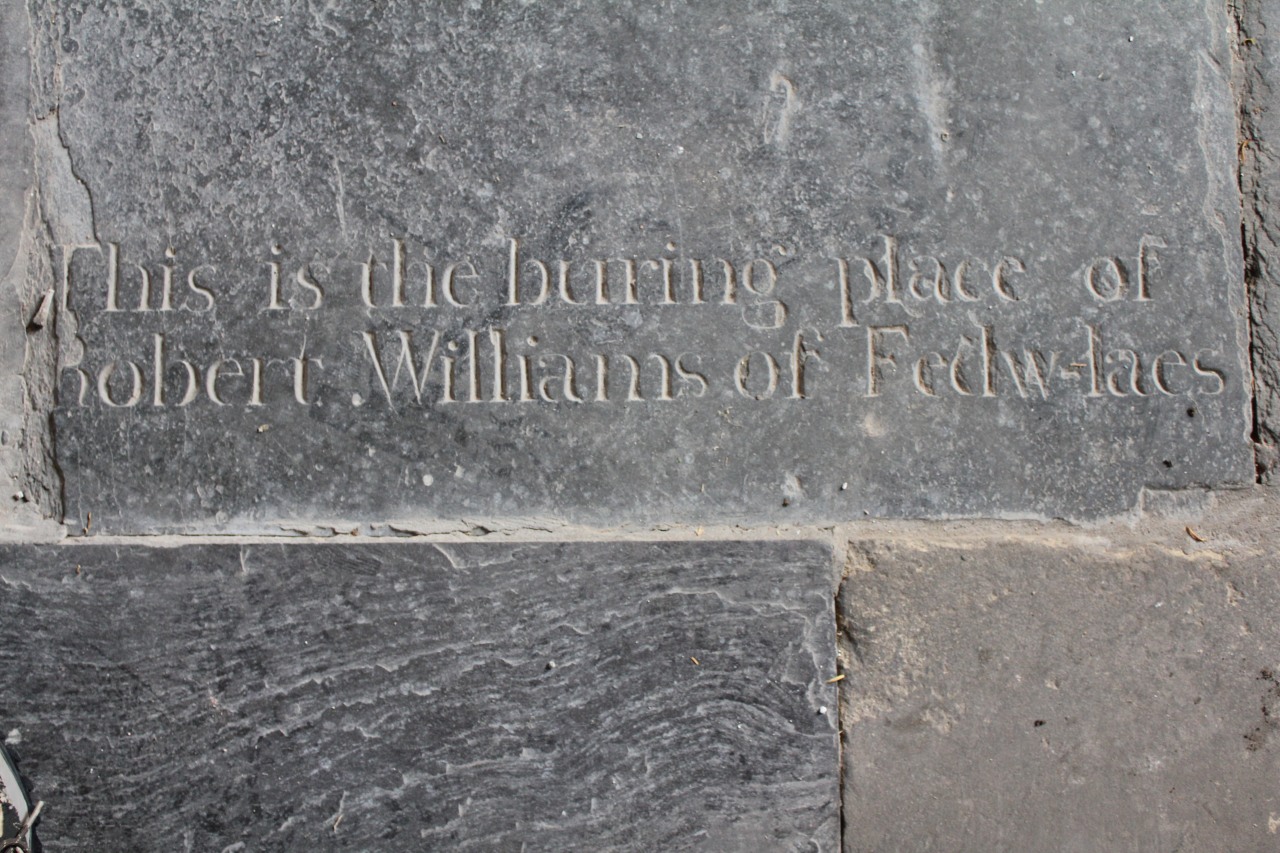 This is the buring place of
Robert Williams of Fedw-laes